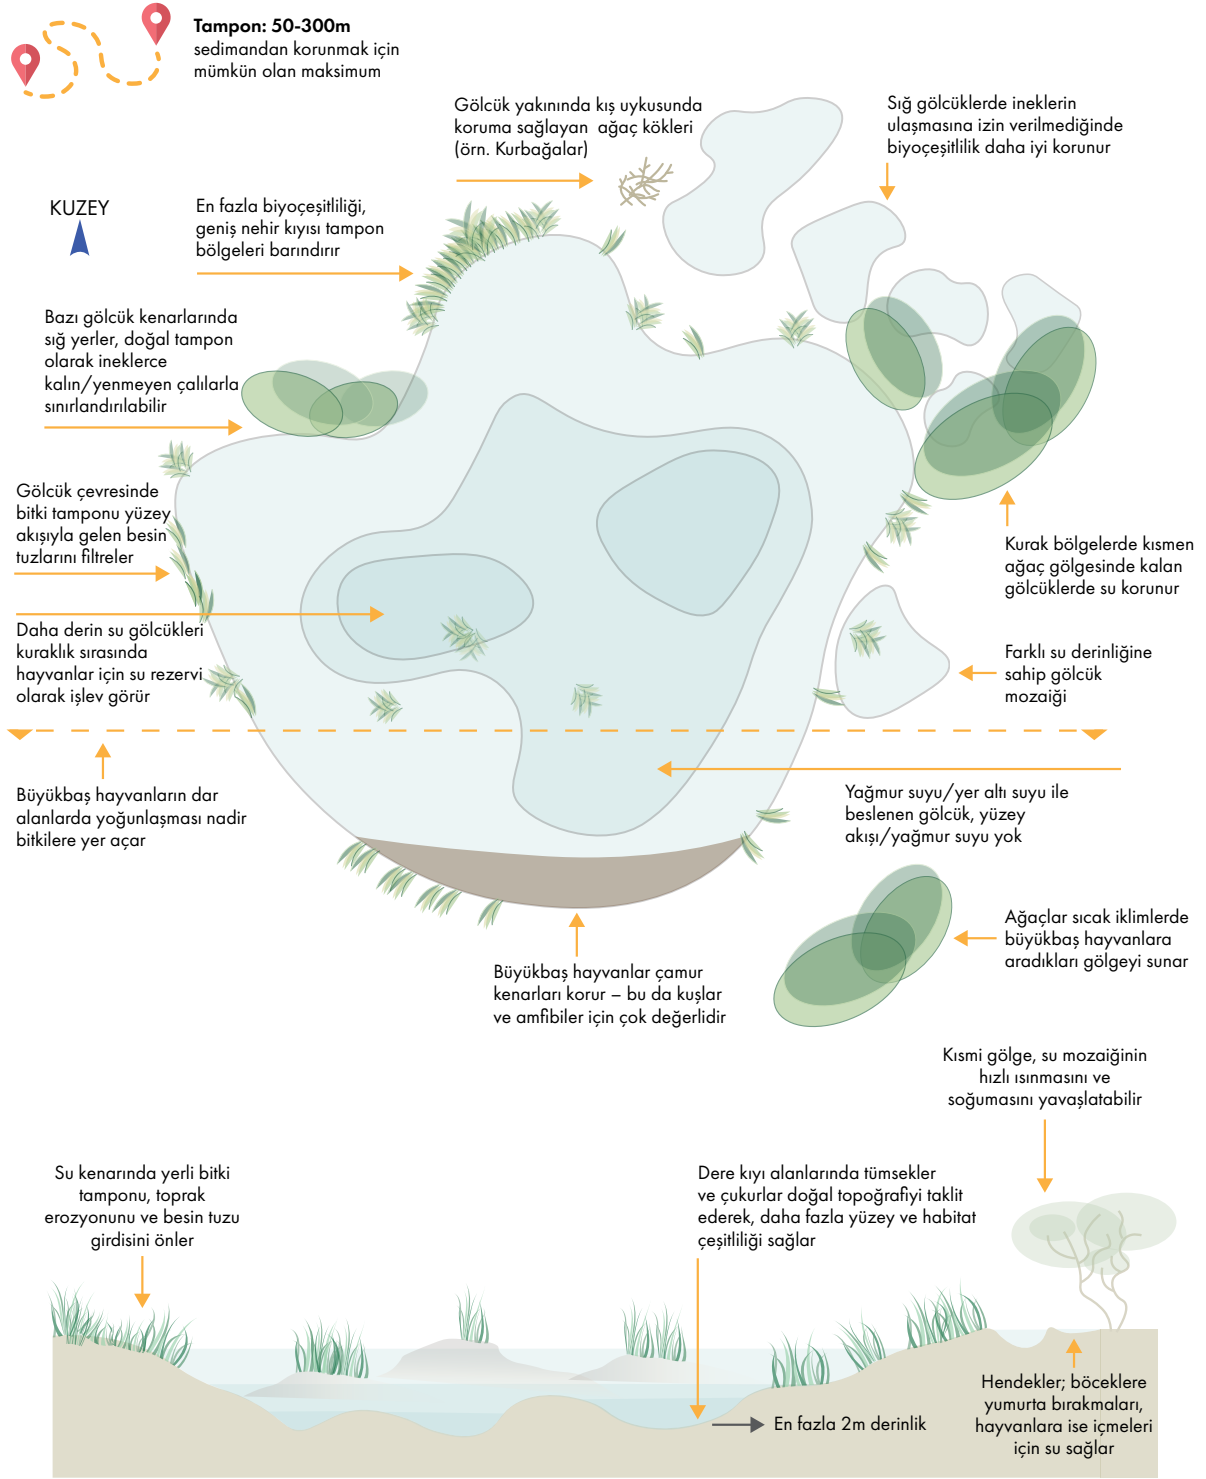 Tampon: 50-300m
sedimandan korunmak için
mümkün olan maksimum
Gölcük yakınında kış uykusunda
koruma sağlayan ağaç kökleri
(örn. Kurbağalar)
Sığ gölcüklerde ineklerin
ulaşmasına izin verilmediğinde
biyoçeşitlilik daha iyi korunur
KUZEY
En fazla biyoçeşitliliği,
geniş nehir kıyısı tampon
bölgeleri barındırır
Bazı gölcük kenarlarında
sığ yerler, doğal tampon
olarak ineklerce
kalın/yenmeyen çalılarla
sınırlandırılabilir
Gölcük çevresinde
bitki tamponu yüzey
akışıyla gelen besin
tuzlarını filtreler
Kurak bölgelerde kısmen
ağaç gölgesinde kalan
gölcüklerde su korunur
Daha derin su gölcükleri
kuraklık sırasında
hayvanlar için su rezervi
olarak işlev görür
Farklı su derinliğine
sahip gölcük
mozaiği
Büyükbaş hayvanların dar
alanlarda yoğunlaşması nadir
bitkilere yer açar
Yağmur suyu/yer altı suyu ile
beslenen gölcük, yüzey
akışı/yağmur suyu yok
Ağaçlar sıcak iklimlerde
büyükbaş hayvanlara
aradıkları gölgeyi sunar
Büyükbaş hayvanlar çamur
kenarları korur – bu da kuşlar
ve amfibiler için çok değerlidir
Kısmi gölge, su mozaiğinin
hızlı ısınmasını ve
soğumasını yavaşlatabilir
Su kenarında yerli bitki
tamponu, toprak
erozyonunu ve besin tuzu
girdisini önler
Dere kıyı alanlarında tümsekler
ve çukurlar doğal topoğrafiyi taklit
ederek, daha fazla yüzey ve habitat
çeşitliliği sağlar
En fazla 2m derinlik
Hendekler; böceklere
yumurta bırakmaları,
hayvanlara ise içmeleri
için su sağlar